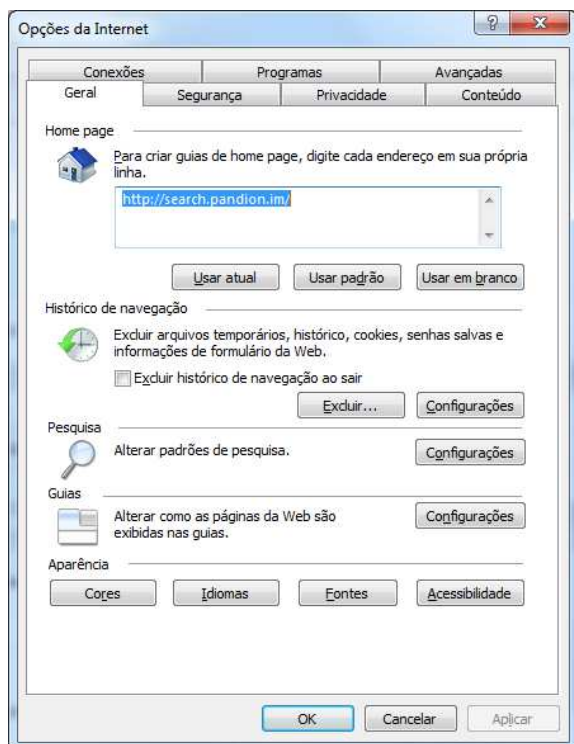 Opções da Internet
Conexões Programas Avançadas
Geral Segurança Privacidade Conteúdo
Home page
Para criar guias de home page, digite cada endereço em sua própria
linha.
http://search.pandion.im/
Usar atual Usar padrão Usar em branco
Histórico de navegação
Excluir arquivos temporários, histórico, cookies, senhas salvas e
informações de formulário da Web.
Excluir histórico de navegação ao sair
Excluir... Configurações
Pesquisa
Alterar padrões de pesquisa. Configurações
Guias
Alterar como as páginas da Web são Configurações
exibidas nas guias.
Aparência
Cores Idiomas Fontes Acessibilidade
OK Cancelar Aplicar